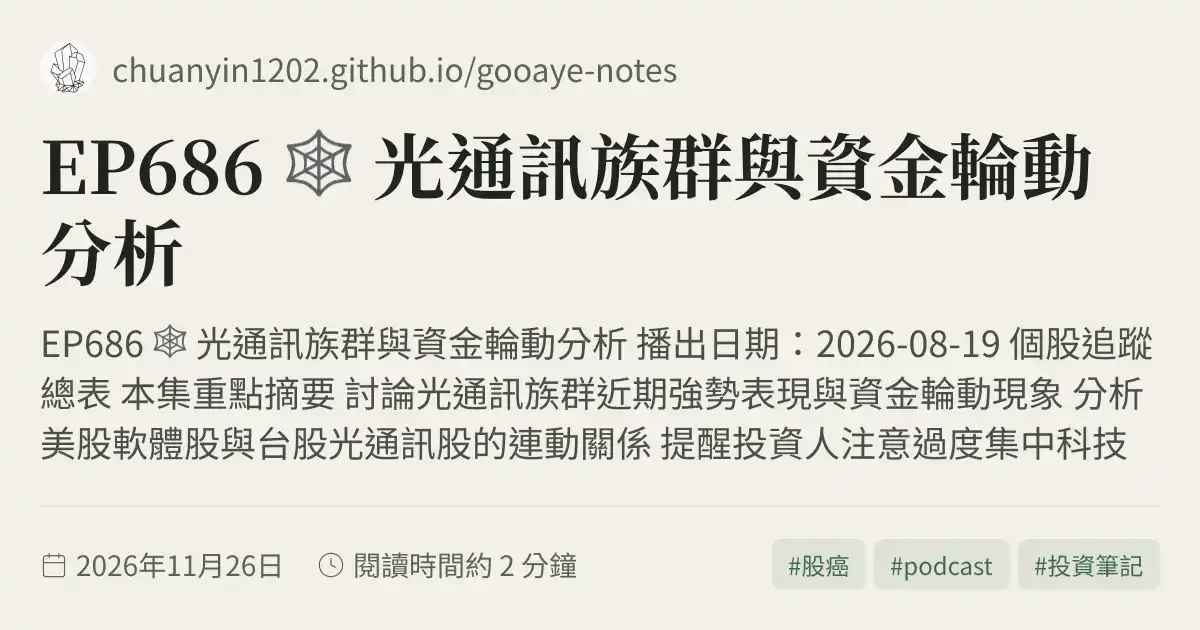 chuanyin1202.github.io/gooaye-notes
EP686 🕸 光通訊族群與資金輪動
分析
EP686 🕸 光通訊族群與資金輪動分析 播出日期：2026-08-19 個股追蹤
總表 本集重點摘要 討論光通訊族群近期強勢表現與資金輪動現象 分析
美股軟體股與台股光通訊股的連動關係 提醒投資人注意過度集中科技
2026年11月26日 閱讀時間約 2 分鐘 #股癌 #podcast #投資筆記